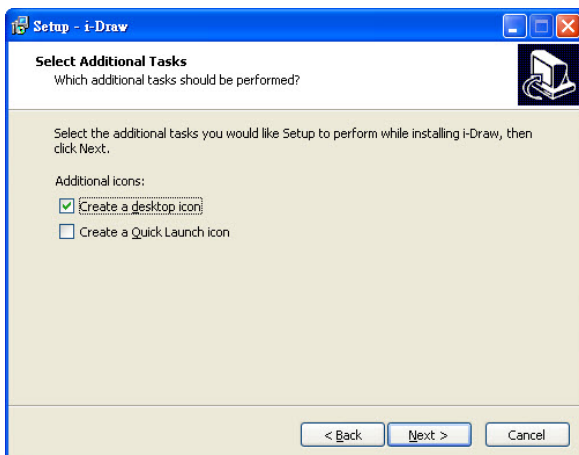 Setup - i-Draw
Select Additional Tasks
Which additional tasks should be performed?
Select the additional tasks you would like Setup to perform while installing i-Draw, then
click Next.
Additional icons:
Create a desktop icon
Create a Quick Launch icon
< Back
Next >
Cancel